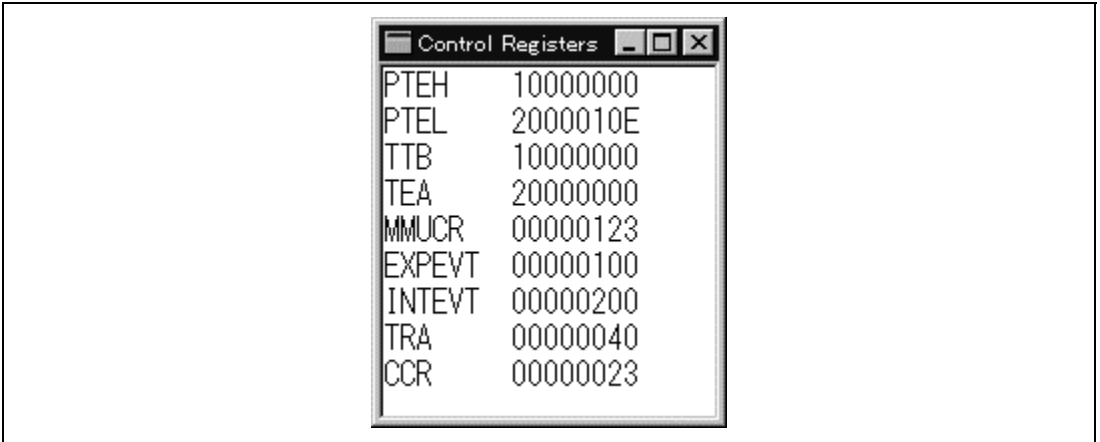 Control Registers
PTEH 10000000
PTEL 2000010E
TTB 10000000
TEA 20000000
MMUCR 00000123
EXPEVT 00000100
INTEVT 00000200
TRA 00000040
CCR 00000023